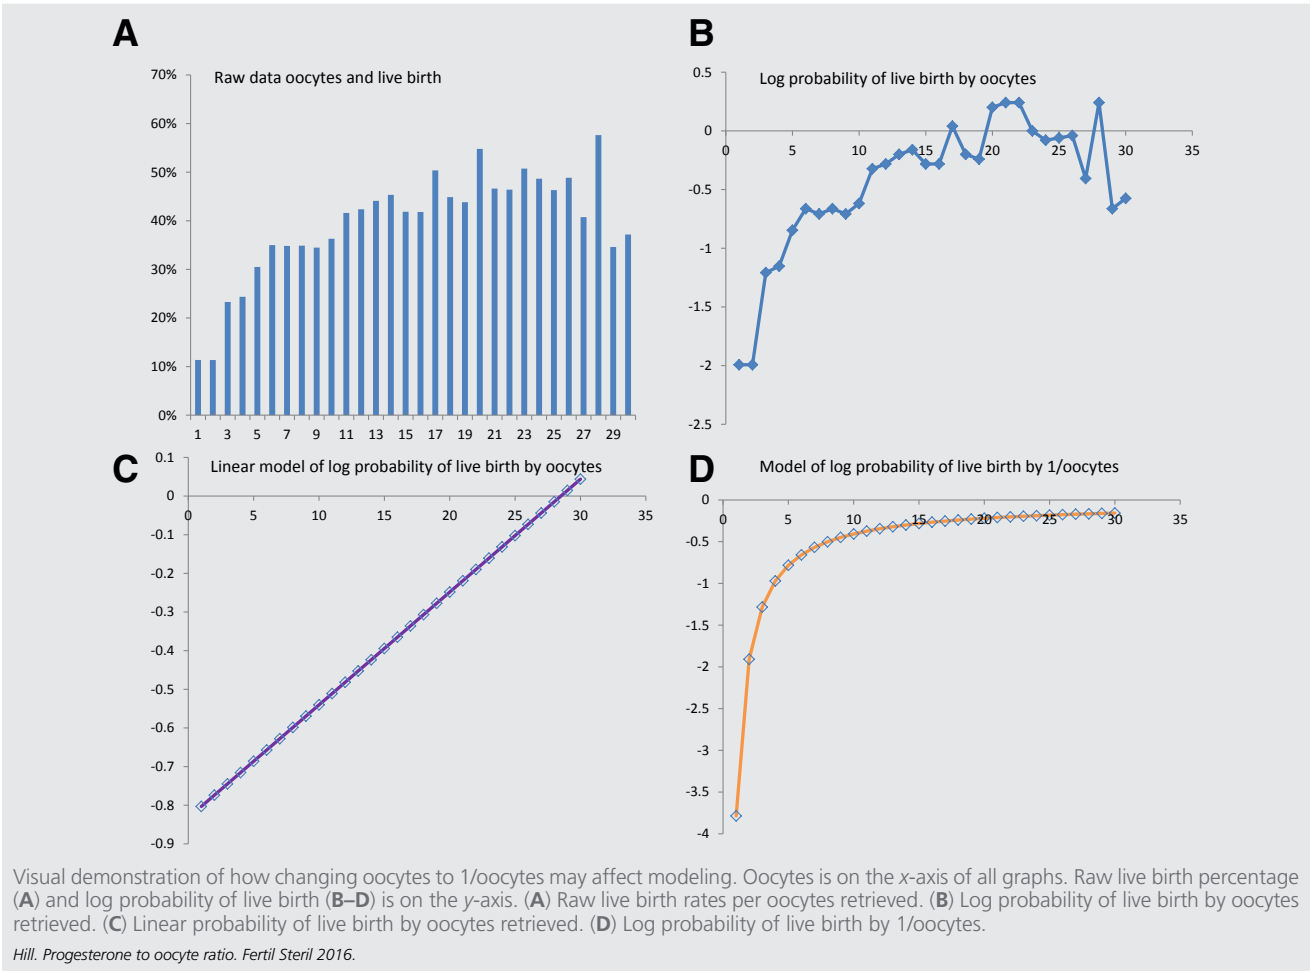 A
Raw data oocytes and live birth
70%
60%
50%
40%
30%
20%
10%
0%
1 3 5 7 9 11 13 15 17 19 21 23 25 27 29
B
Log probability of live birth by oocytes
0.5
0
-0.5
-1
-1.5
-2
-2.5
0 5 10 15 20 25 30 35
C
Linear model of log probability of live birth by oocytes
0.1
0
-0.1
-0.2
-0.3
-0.4
-0.5
-0.6
-0.7
-0.8
-0.9
0 5 10 15 20 25 30 35
D
Model of log probability of live birth by 1/oocytes
0
-0.5
-1
-1.5
-2
-2.5
-3
-3.5
-4
0 5 10 15 20 25 30 35
Visual demonstration of how changing oocytes to 1/oocytes may affect modeling. Oocytes is on the x-axis of all graphs. Raw live birth percentage
(A) and log probability of live birth (B–D) is on the y-axis. (A) Raw live birth rates per oocytes retrieved. (B) Log probability of live birth by oocytes
retrieved. (C) Linear probability of live birth by oocytes retrieved. (D) Log probability of live birth by 1/oocytes.
Hill. Progesterone to oocyte ratio. Fertil Steril 2016.